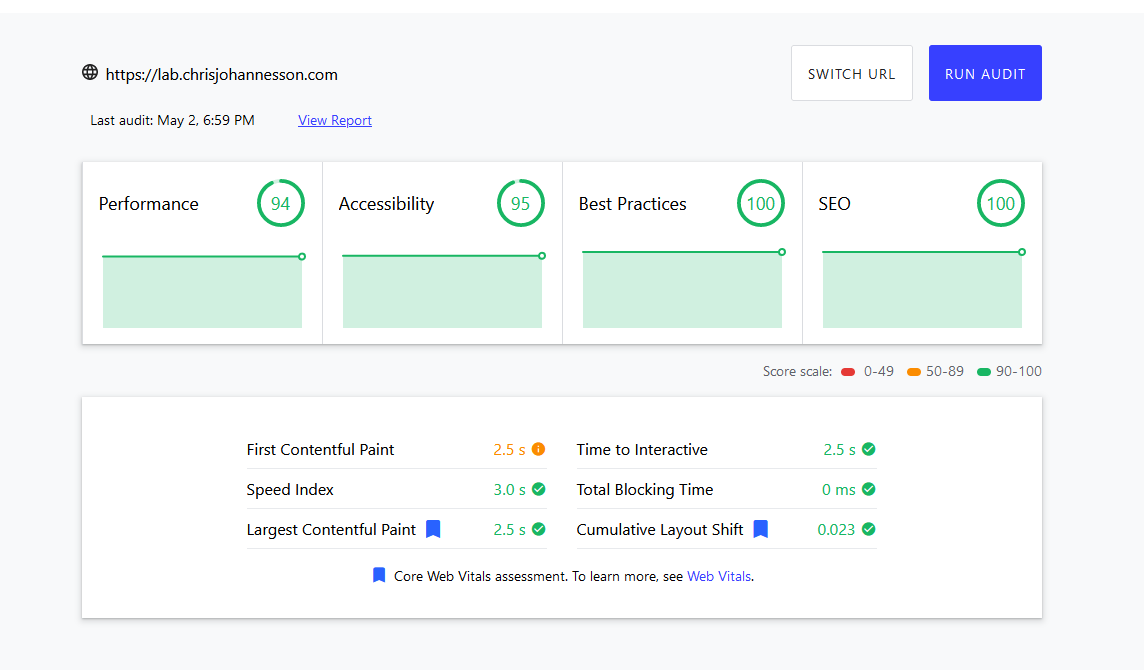 https://lab.chrisjohannesson.com
SWITCH URL
RUN AUDIT
Last audit: May 2, 6:59 PM
View Report
Performance
94
Accessibility
95
Best Practices
100
SEO
100
Score scale: 0-49 50-89 90-100
First Contentful Paint 2.5 s
Time to Interactive 2.5 s
Speed Index 3.0 s
Total Blocking Time 0 ms
Largest Contentful Paint 2.5 s
Cumulative Layout Shift 0.023
Core Web Vitals assessment. To learn more, see Web Vitals.